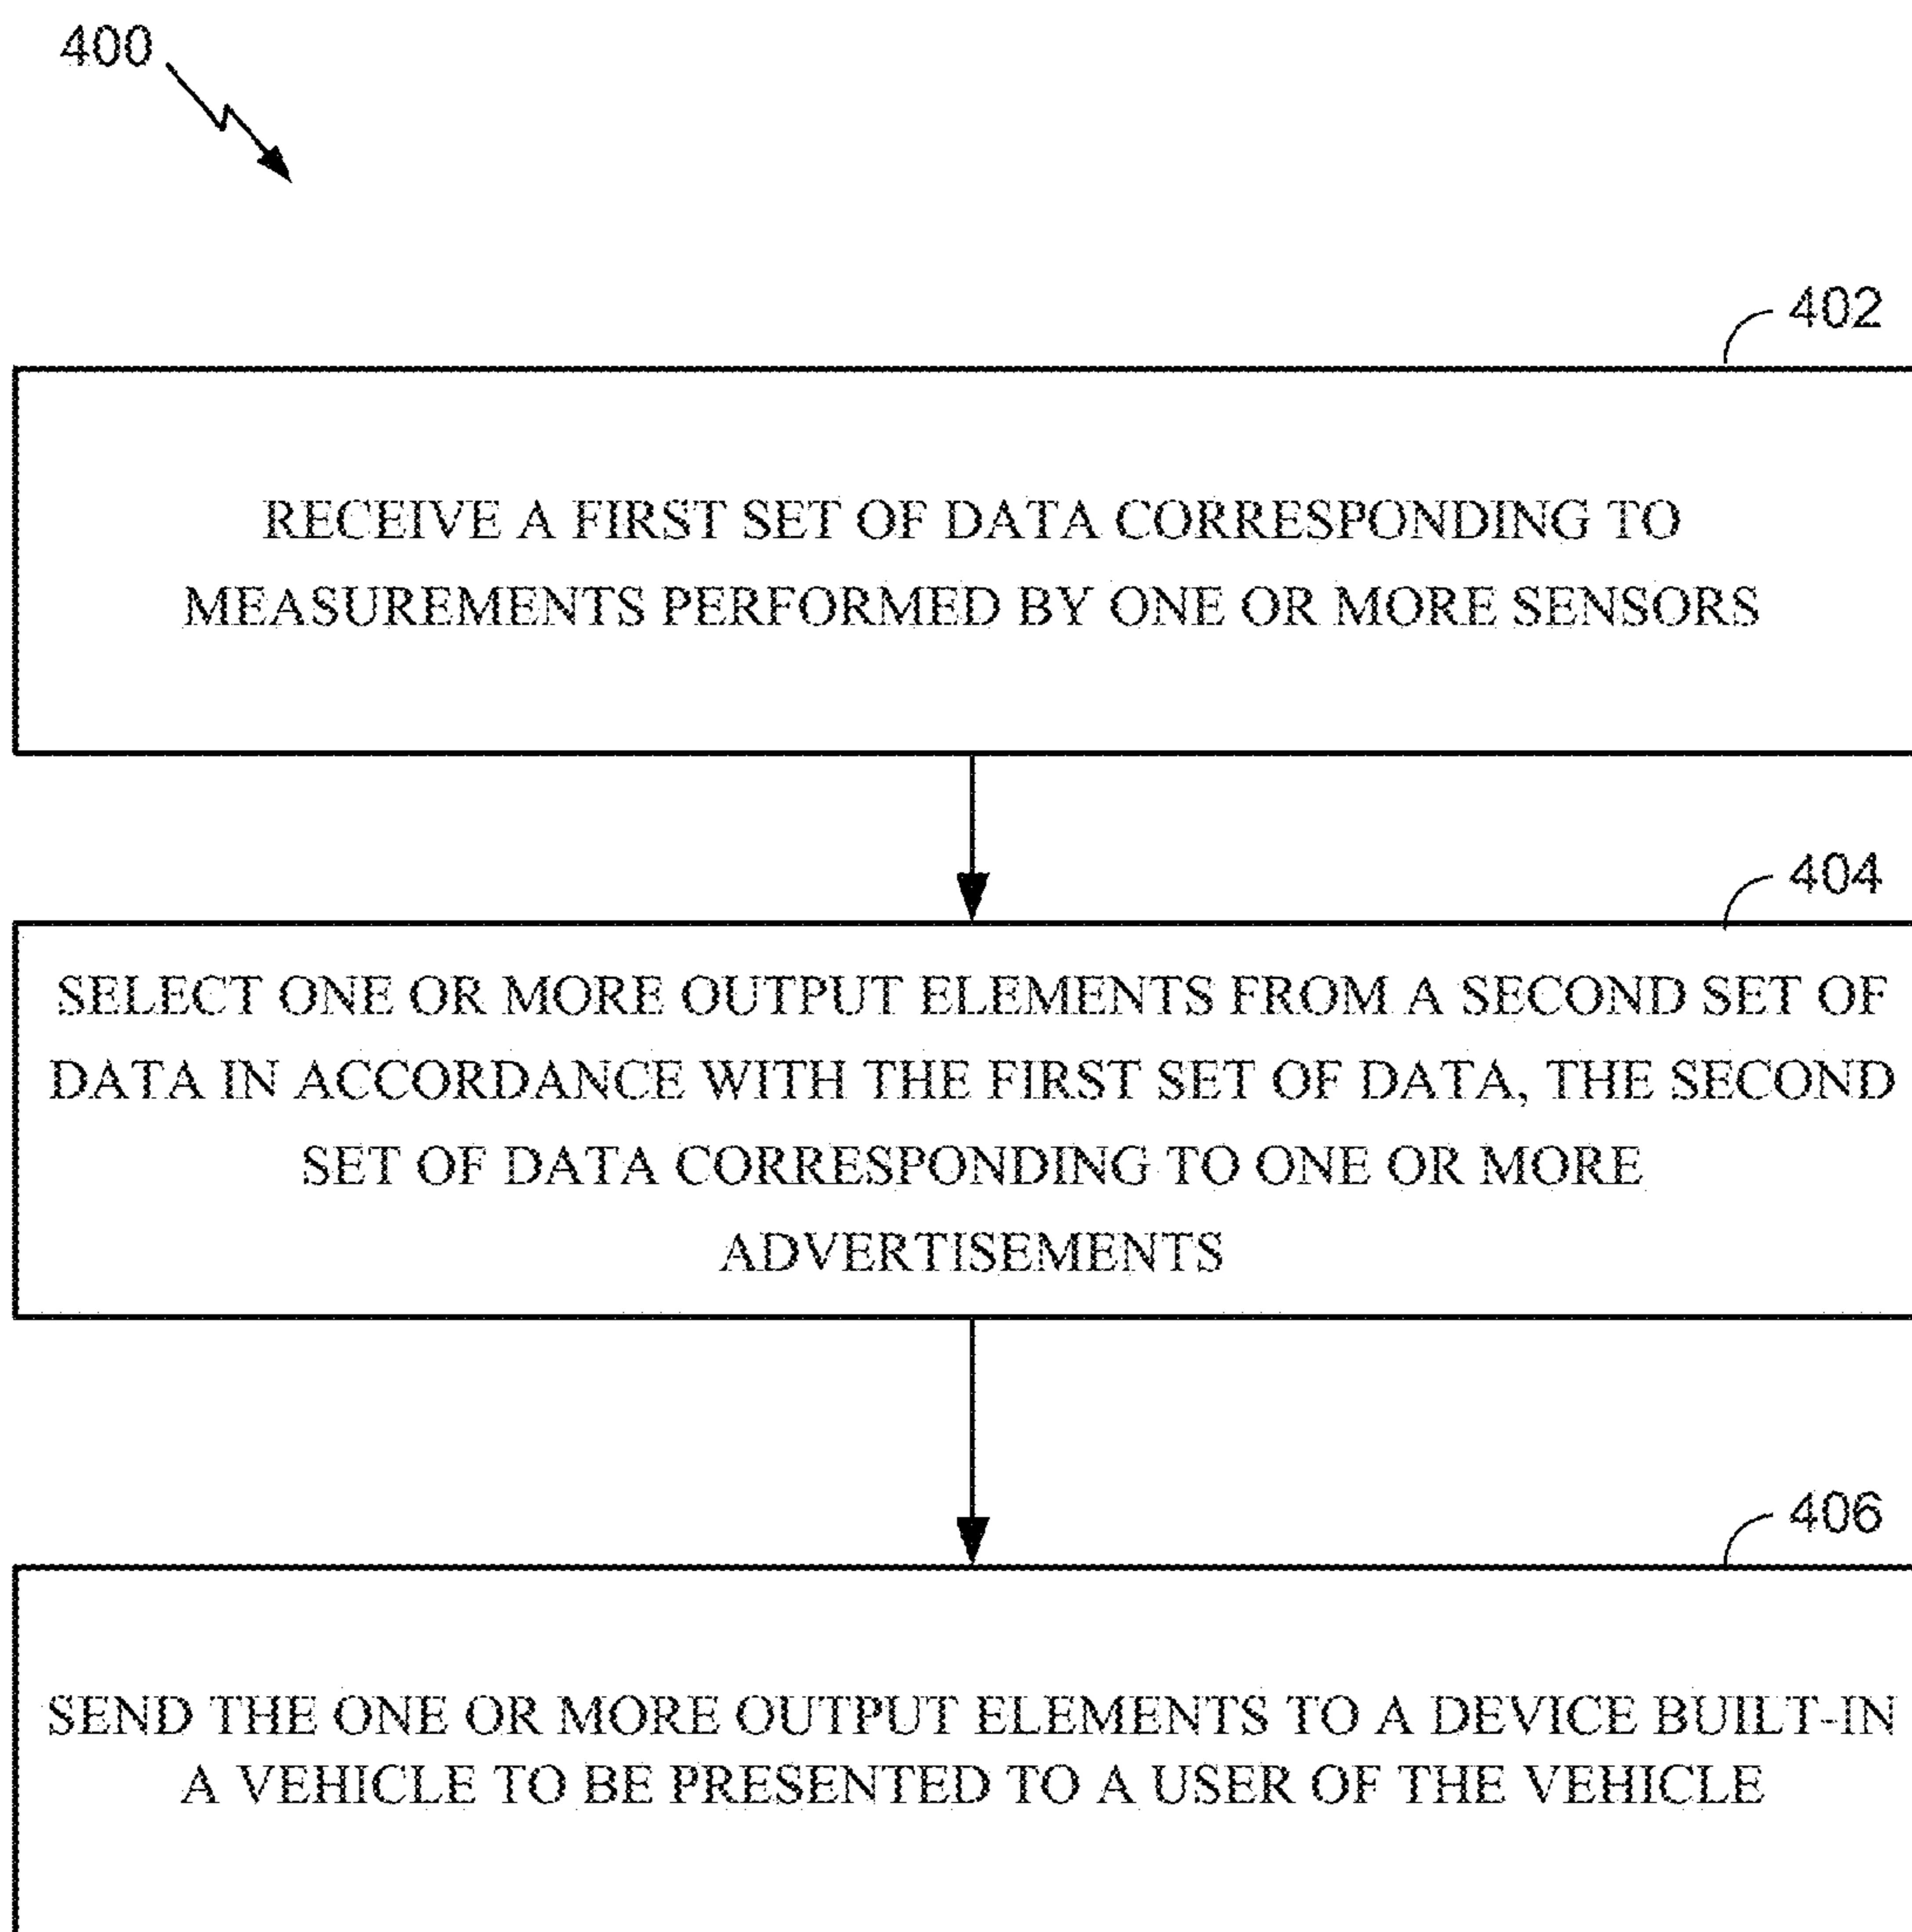 400
402
RECEIVE A FIRST SET OF DATA CORRESPONDING TO
MEASUREMENTS PERFORMED BY ONE OR MORE SENSORS
404
SELECT ONE OR MORE OUTPUT ELEMENTS FROM A SECOND SET OF
DATA IN ACCORDANCE WITH THE FIRST SET OF DATA, THE SECOND
SET OF DATA CORRESPONDING TO ONE OR MORE
ADVERTISEMENTS
406
SEND THE ONE OR MORE OUTPUT ELEMENTS TO A DEVICE BUILT-IN
A VEHICLE TO BE PRESENTED TO A USER OF THE VEHICLE